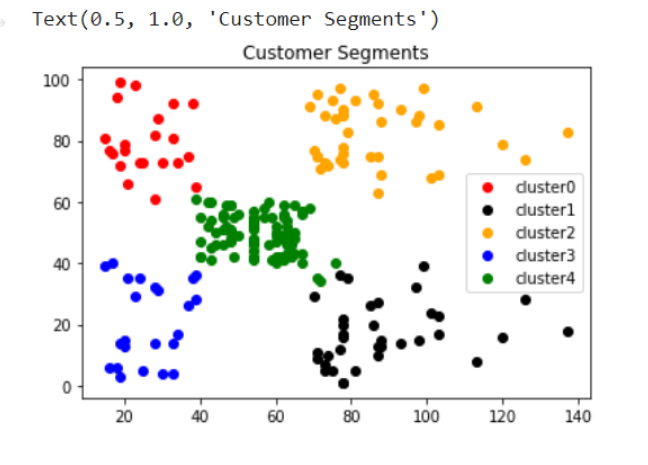 Text(0.5, 1.0, 'Customer Segments')
Customer Segments
100
80
60
40
20
0
cluster0
cluster1
cluster2
cluster3
cluster4
20 40 60 80 100 120 140